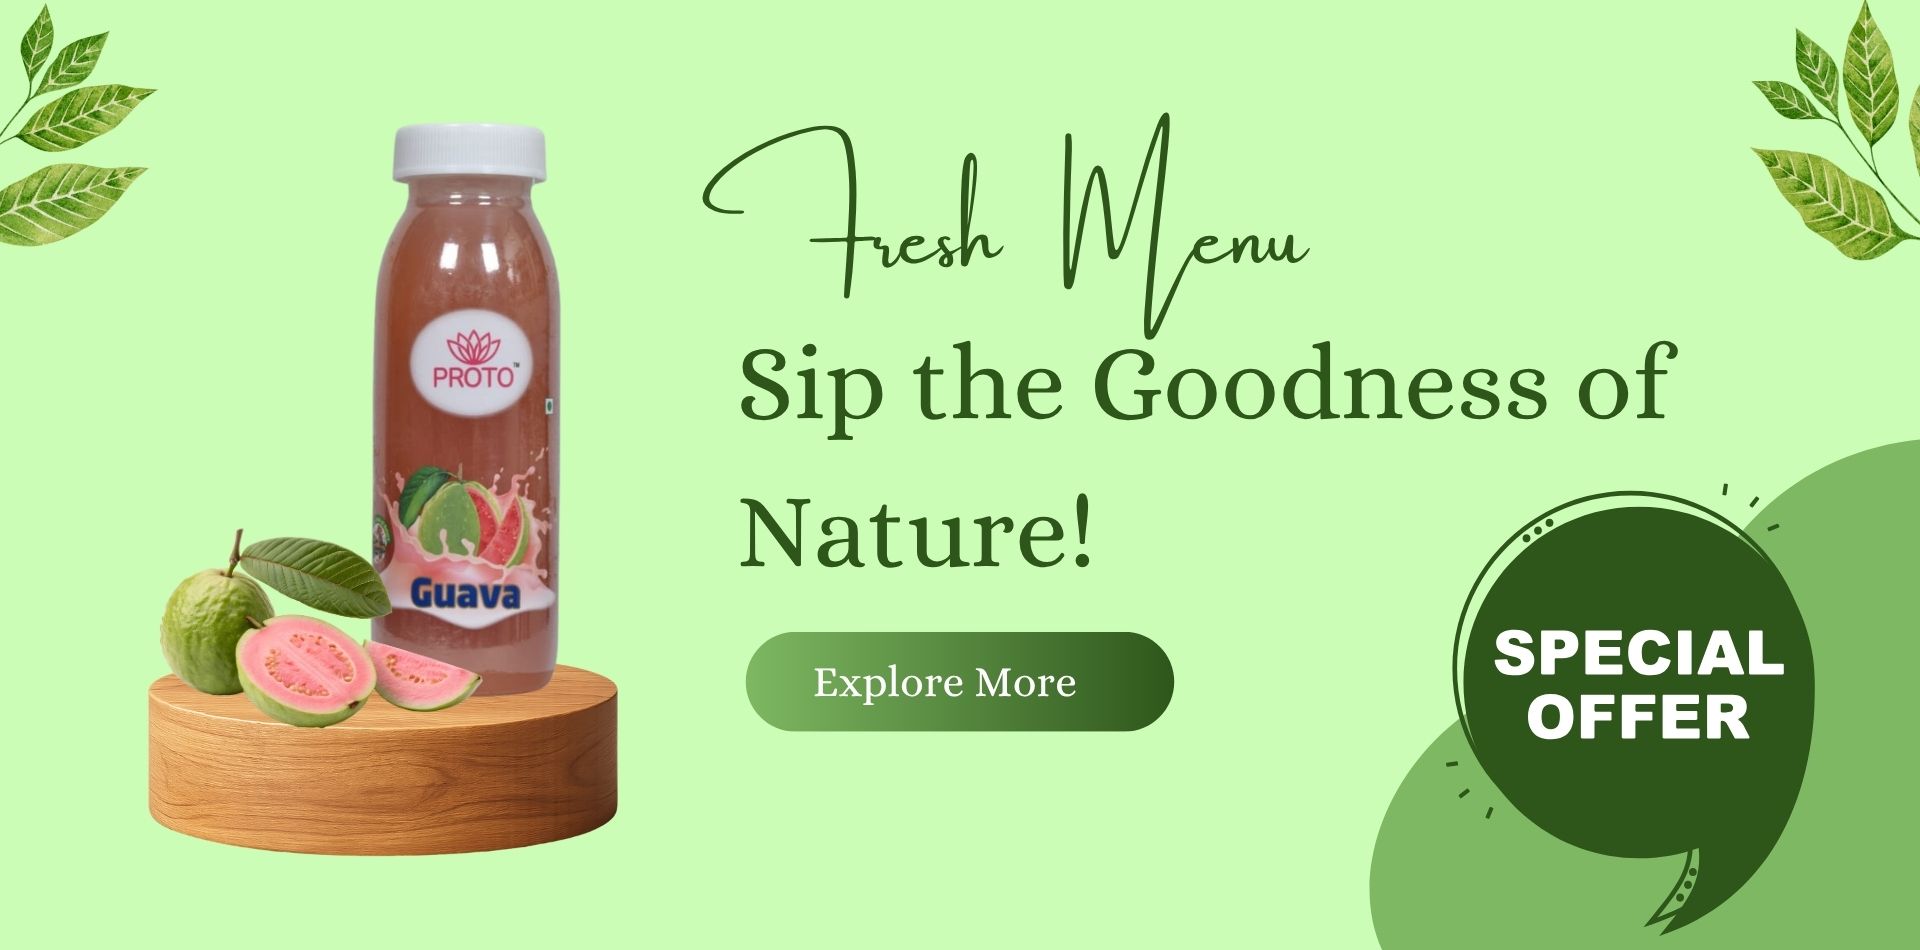 Fresh Menu
Sip the Goodness of
Nature!
Explore More
SPECIAL
OFFER
PROTO™
Guava